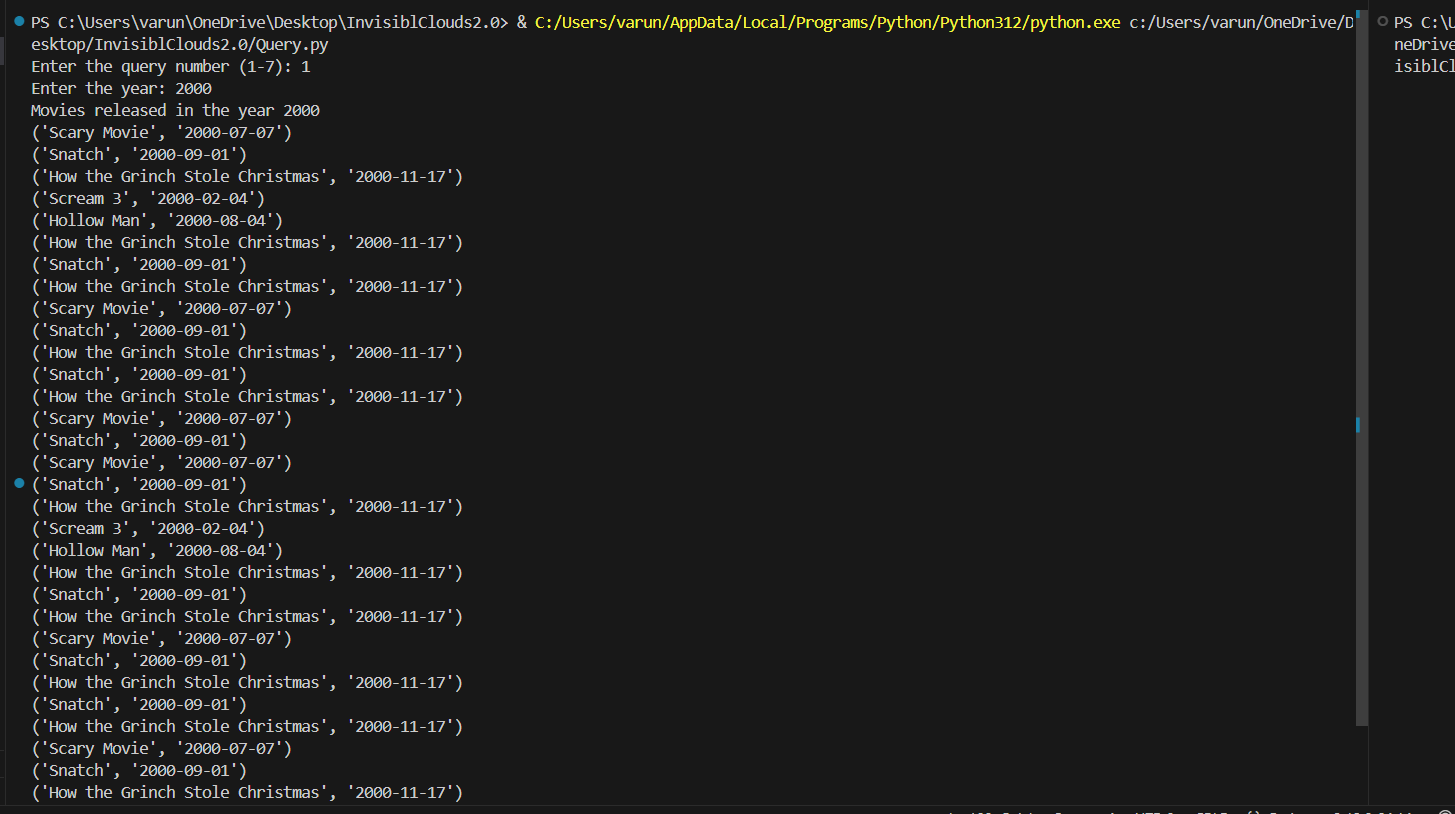 PS C:\Users\varun\OneDrive\Desktop\InvisiblClouds2.0> & C:/Users/varun/AppData/Local/Programs/Python/Python312/python.exe c:/Users/varun/OneDrive/D
esktop/InvisiblClouds2.0/Query.py
Enter the query number (1-7): 1
Enter the year: 2000
Movies released in the year 2000
('Scary Movie', '2000-07-07')
('Snatch', '2000-09-01')
('How the Grinch Stole Christmas', '2000-11-17')
('Scream 3', '2000-02-04')
('Hollow Man', '2000-08-04')
('How the Grinch Stole Christmas', '2000-11-17')
('Snatch', '2000-09-01')
('How the Grinch Stole Christmas', '2000-11-17')
('Scary Movie', '2000-07-07')
('Snatch', '2000-09-01')
('How the Grinch Stole Christmas', '2000-11-17')
('Snatch', '2000-09-01')
('How the Grinch Stole Christmas', '2000-11-17')
('Scary Movie', '2000-07-07')
('Snatch', '2000-09-01')
('Scary Movie', '2000-07-07')
('Snatch', '2000-09-01')
('How the Grinch Stole Christmas', '2000-11-17')
('Scream 3', '2000-02-04')
('Hollow Man', '2000-08-04')
('How the Grinch Stole Christmas', '2000-11-17')
('Snatch', '2000-09-01')
('How the Grinch Stole Christmas', '2000-11-17')
('Scary Movie', '2000-07-07')
('Snatch', '2000-09-01')
('How the Grinch Stole Christmas', '2000-11-17')
('Snatch', '2000-09-01')
('How the Grinch Stole Christmas', '2000-11-17')
('Scary Movie', '2000-07-07')
('Snatch', '2000-09-01')
('How the Grinch Stole Christmas', '2000-11-17')
PS C:\U
neDrive
isiblCl